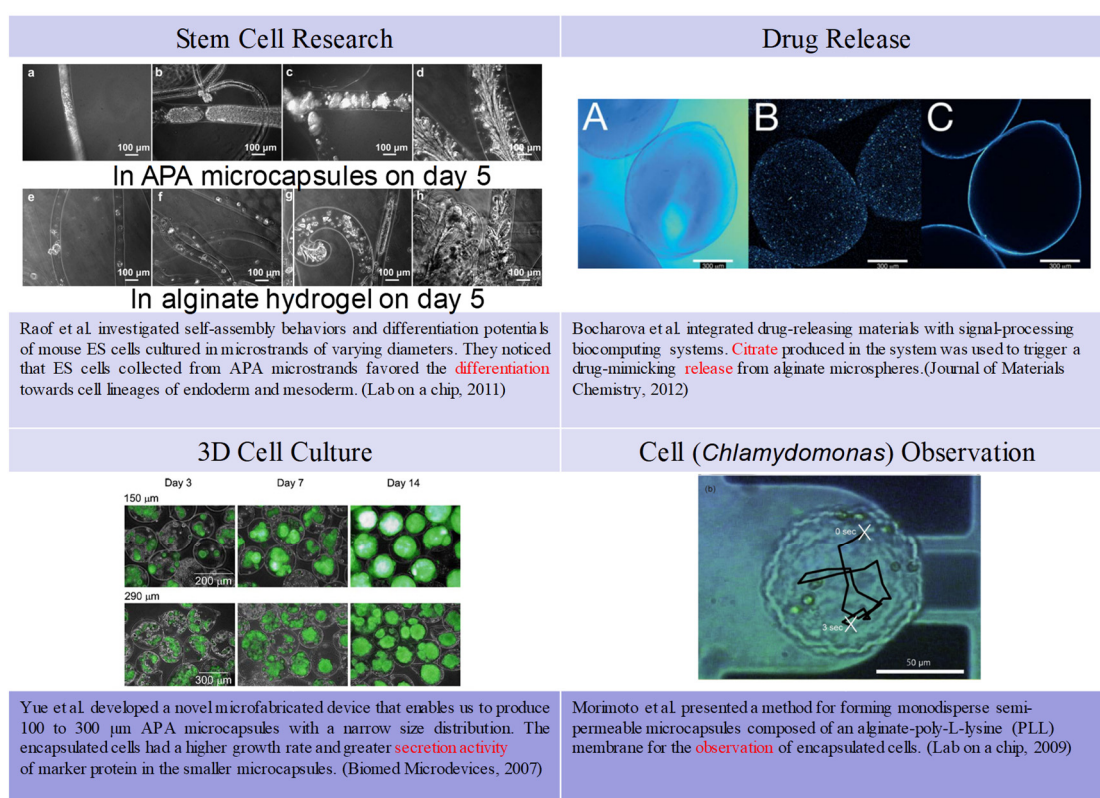 Stem Cell Research
a b c d
100 µm 100 µm 100 µm 100 µm
In APA microcapsules on day 5
e f g h
100 µm 100 µm 100 µm 100 µm
In alginate hydrogel on day 5
Raof et al. investigated self-assembly behaviors and differentiation potentials
of mouse ES cells cultured in microstrands of varying diameters. They noticed
that ES cells collected from APA microstrands favored the differentiation
towards cell lineages of endoderm and mesoderm. (Lab on a chip, 2011)
Drug Release
A B C
300 µm 300 µm 300 µm
Bocharova et al. integrated drug-releasing materials with signal-processing
biocomputing systems. Citrate produced in the system was used to trigger a
drug-mimicking release from alginate microspheres.(Journal of Materials
Chemistry, 2012)
3D Cell Culture
Day 3 Day 7 Day 14
150 µm
200 µm
290 µm
300 µm
Yue et al. developed a novel microfabricated device that enables us to produce
100 to 300 µm APA microcapsules with a narrow size distribution. The
encapsulated cells had a higher growth rate and greater secretion activity
of marker protein in the smaller microcapsules. (Biomed Microdevices, 2007)
Cell (Chlamydomonas) Observation
(b)
0 sec
3 sec
50 µm
Morimoto et al. presented a method for forming monodisperse semi-
permeable microcapsules composed of an alginate-poly-L-lysine (PLL)
membrane for the observation of encapsulated cells. (Lab on a chip, 2009)